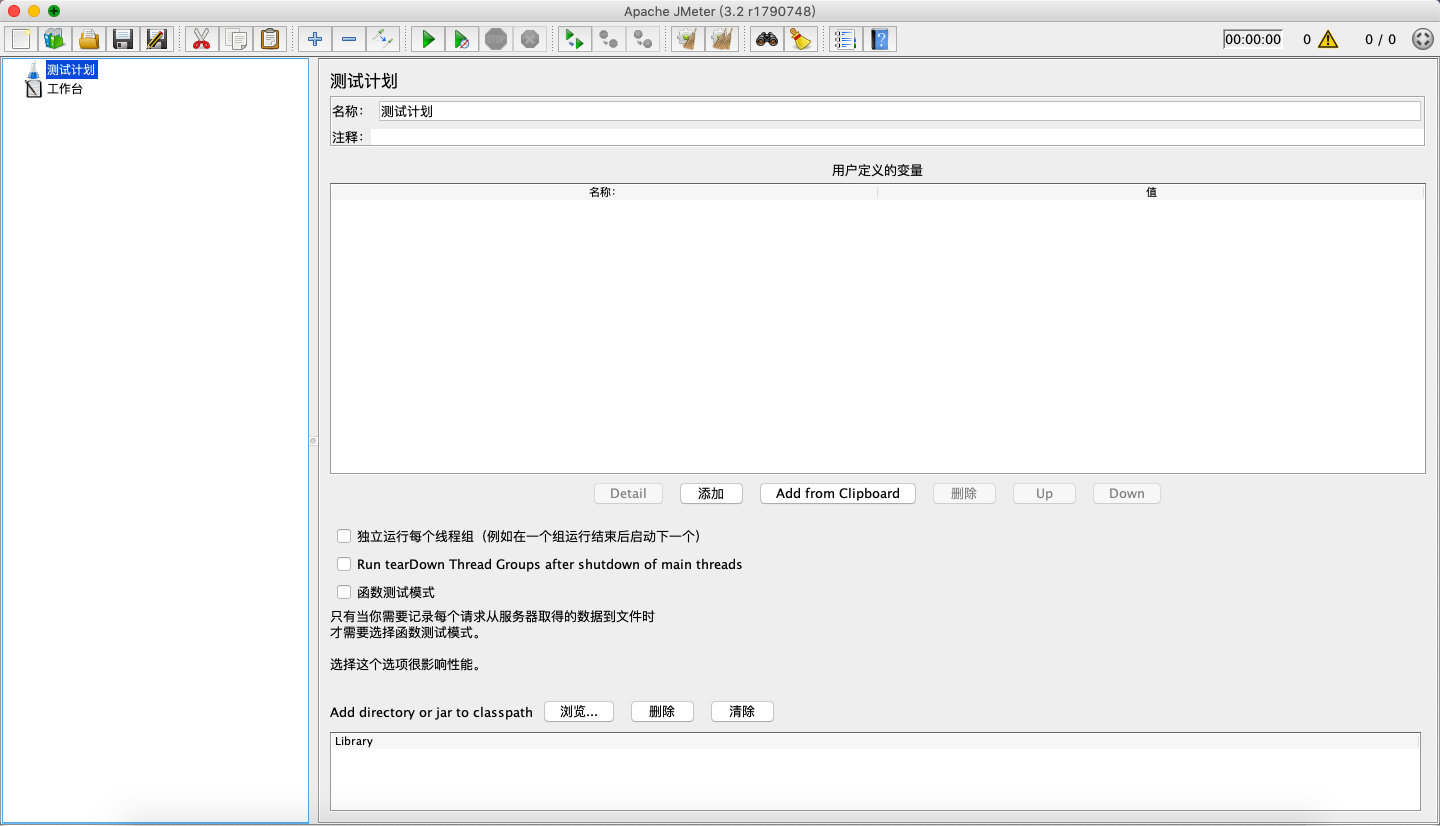 Apache JMeter (3.2 r1790748)
STOP
00:00:00
0
0 / 0
测试计划
工作台
测试计划
名称: 测试计划
注释:
用户定义的变量
名称: 值
Detail 添加 Add from Clipboard 删除 Up Down
独立运行每个线程组（例如在一个组运行结束后启动下一个）
Run tearDown Thread Groups after shutdown of main threads
函数测试模式
只有当你需要记录每个请求从服务器取得的数据到文件时
才需要选择函数测试模式。
选择这个选项很影响性能。
Add directory or jar to classpath 浏览... 删除 清除
Library